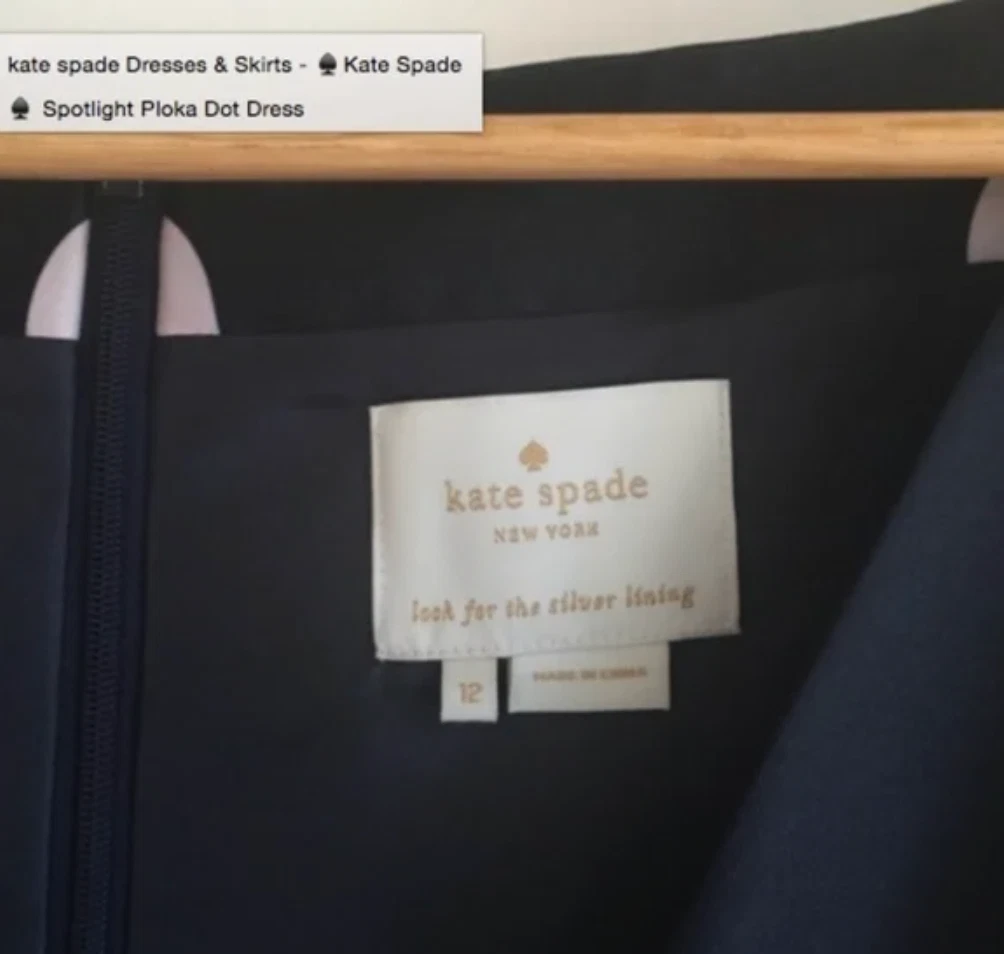 kate spade Dresses & Skirts - ♠ Kate Spade
♠ Spotlight Ploka Dot Dress
kate spade
NEW YORK
look for the silver lining
12
MADE IN CHINA